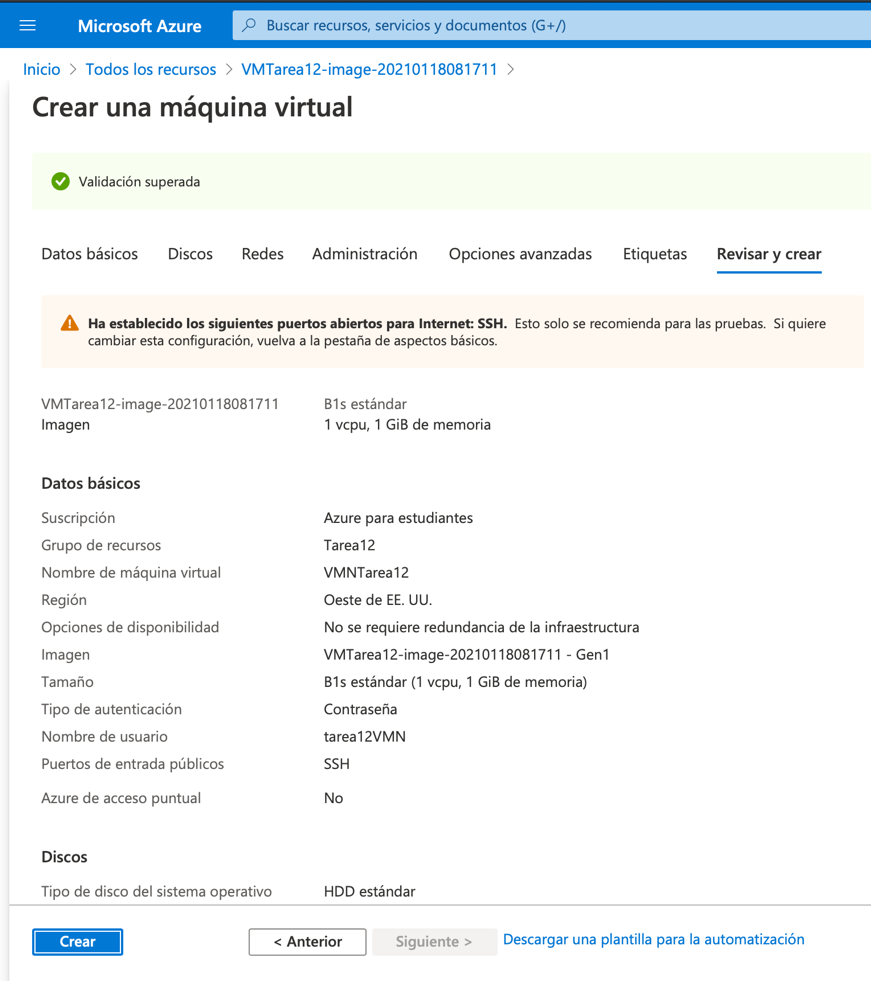 Microsoft Azure
Buscar recursos, servicios y documentos (G+/)
Inicio > Todos los recursos > VMTarea12-image-20210118081711 >
Crear una máquina virtual
Validación superada
Datos básicos Discos Redes Administración Opciones avanzadas Etiquetas Revisar y crear
Ha establecido los siguientes puertos abiertos para Internet: SSH. Esto solo se recomienda para las pruebas. Si quiere
cambiar esta configuración, vuelva a la pestaña de aspectos básicos.
VMTarea12-image-20210118081711 B1s estándar
Imagen 1 vcpu, 1 GiB de memoria
Datos básicos
Suscripción Azure para estudiantes
Grupo de recursos Tarea12
Nombre de máquina virtual VMNTarea12
Región Oeste de EE. UU.
Opciones de disponibilidad No se requiere redundancia de la infraestructura
Imagen VMTarea12-image-20210118081711 - Gen1
Tamaño B1s estándar (1 vcpu, 1 GiB de memoria)
Tipo de autenticación Contraseña
Nombre de usuario tarea12VMN
Puertos de entrada públicos SSH
Azure de acceso puntual No
Discos
Tipo de disco del sistema operativo HDD estándar
Crear < Anterior Siguiente > Descargar una plantilla para la automatización